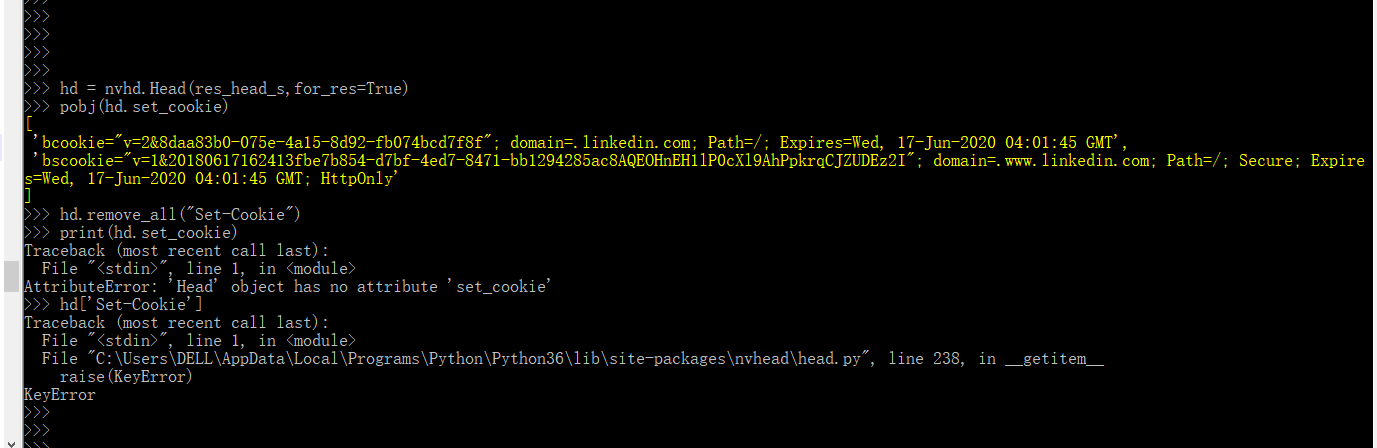 >>>
>>>
>>>
>>>
>>>
>>> hd = nvhd.Head(res_head_s,for_res=True)
>>> pobj(hd.set_cookie)
[
 'bcookie="v=2&8daa83b0-075e-4a15-8d92-fb074bcd7f8f"; domain=.linkedin.com; Path=/; Expires=Wed, 17-Jun-2020 04:01:45 GMT',
 'bscookie="v=1&20180617162413fbe7b854-d7bf-4ed7-8471-bb1294285ac8AQEOHnEH1lP0cXl9AhPpkrqCJZUDEz2I"; domain=.www.linkedin.com; Path=/; Secure; Expire
s=Wed, 17-Jun-2020 04:01:45 GMT; HttpOnly'
]
>>> hd.remove_all("Set-Cookie")
>>> print(hd.set_cookie)
Traceback (most recent call last):
  File "<stdin>", line 1, in <module>
AttributeError: 'Head' object has no attribute 'set_cookie'
>>> hd['Set-Cookie']
Traceback (most recent call last):
  File "<stdin>", line 1, in <module>
  File "C:\Users\DELL\AppData\Local\Programs\Python\Python36\lib\site-packages\nvhead\head.py", line 238, in __getitem__
    raise(KeyError)
KeyError
>>>
>>>
>>>